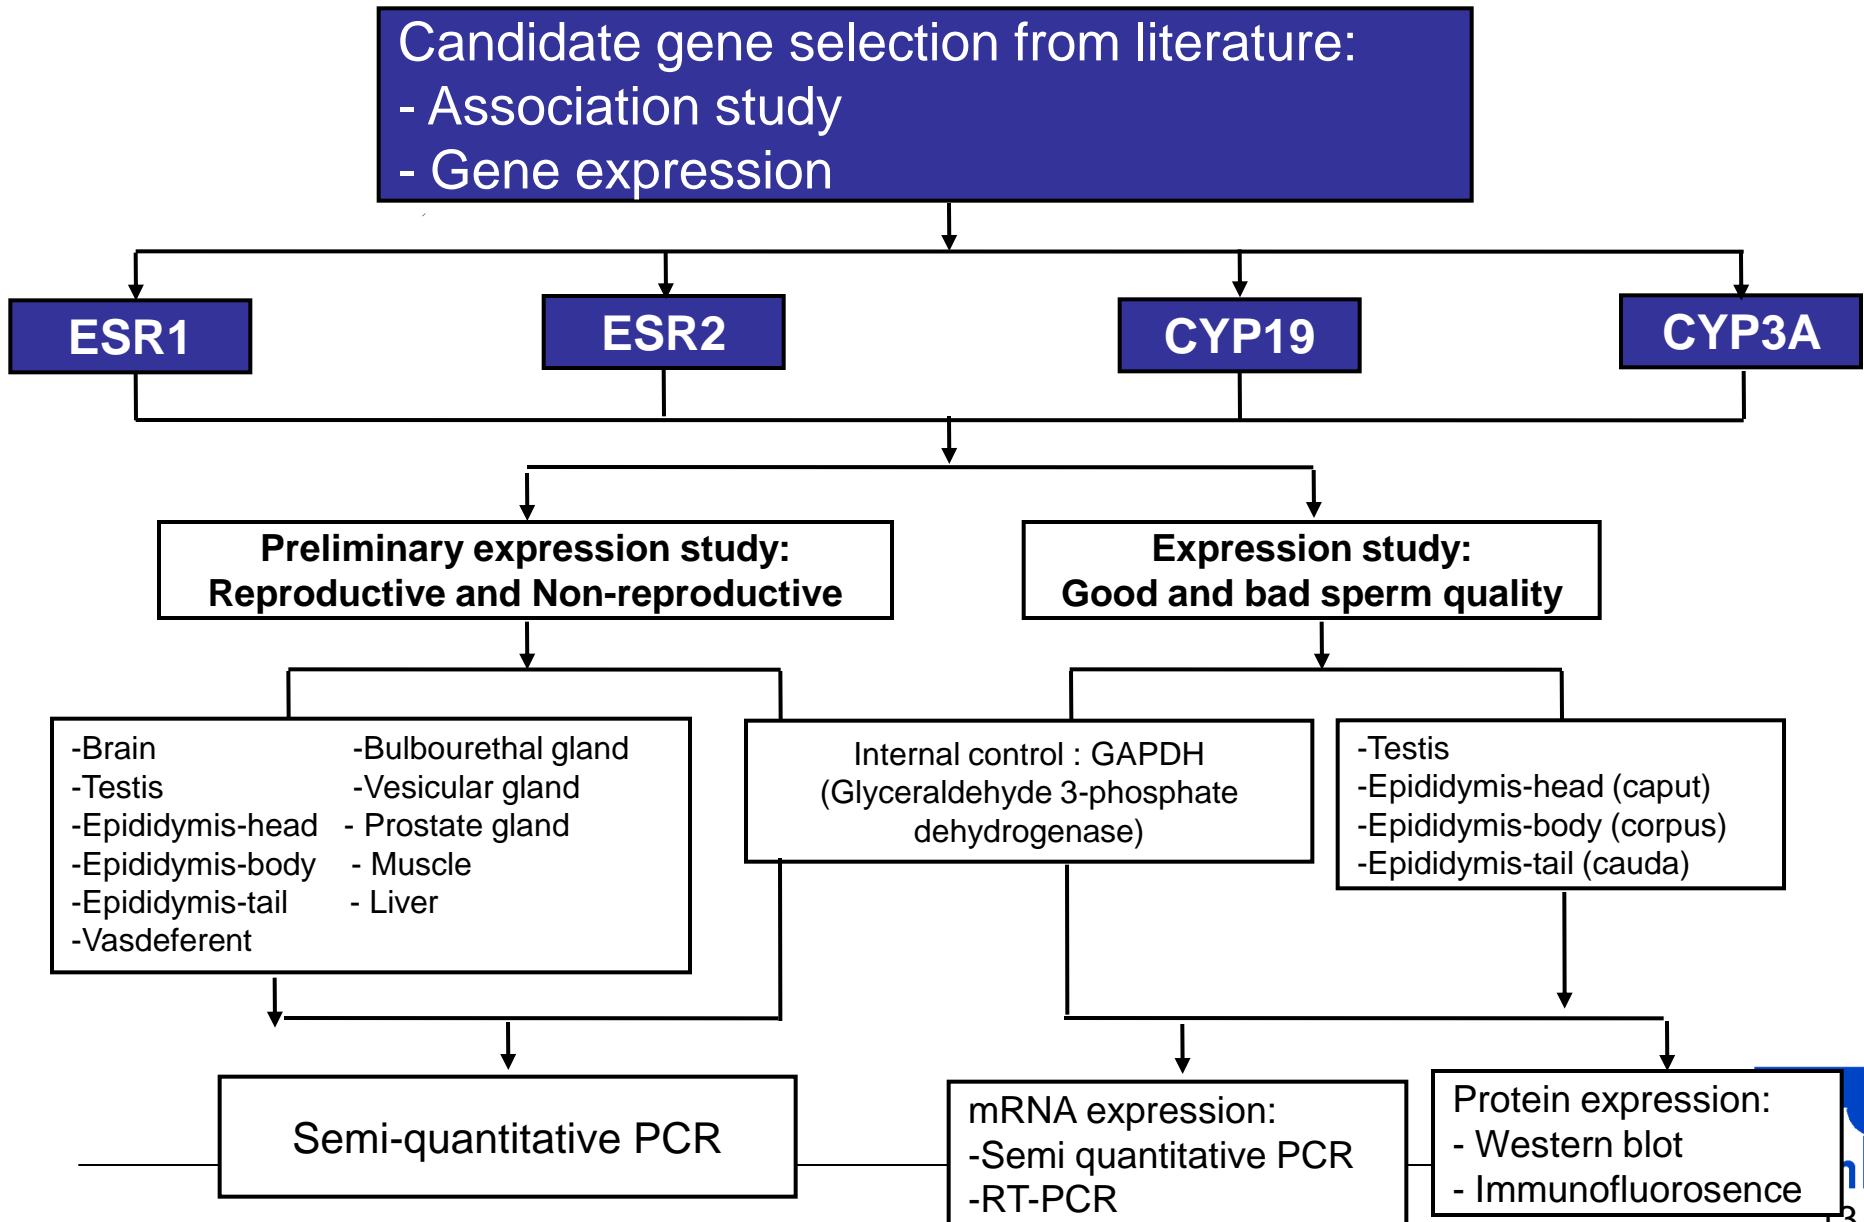 Candidate gene selection from literature:
- Association study
- Gene expression
ESR1
ESR2
CYP19
CYP3A
Preliminary expression study:
Reproductive and Non-reproductive
Expression study:
Good and bad sperm quality
-Brain
-Testis
-Epididymis-head
-Epididymis-body
-Epididymis-tail
-Vasdeferent
-Bulbourethal gland
-Vesicular gland
- Prostate gland
- Muscle
- Liver
Internal control : GAPDH
(Glyceraldehyde 3-phosphate
dehydrogenase)
-Testis
-Epididymis-head (caput)
-Epididymis-body (corpus)
-Epididymis-tail (cauda)
Semi-quantitative PCR
mRNA expression:
-Semi quantitative PCR
-RT-PCR
Protein expression:
- Western blot
- Immunofluorosence